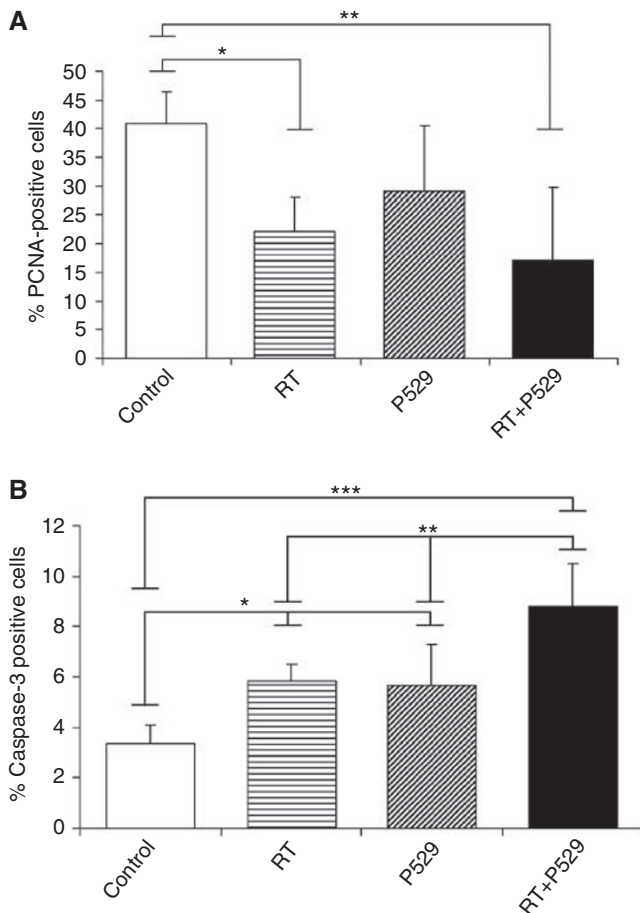 A
**
*
50
45
40
35
30
25
20
15
10
5
0
% PCNA-positive cells
Control
RT
P529
RT+P529
B
***
**
*
12
10
8
6
4
2
0
% Caspase-3 positive cells
Control
RT
P529
RT+P529